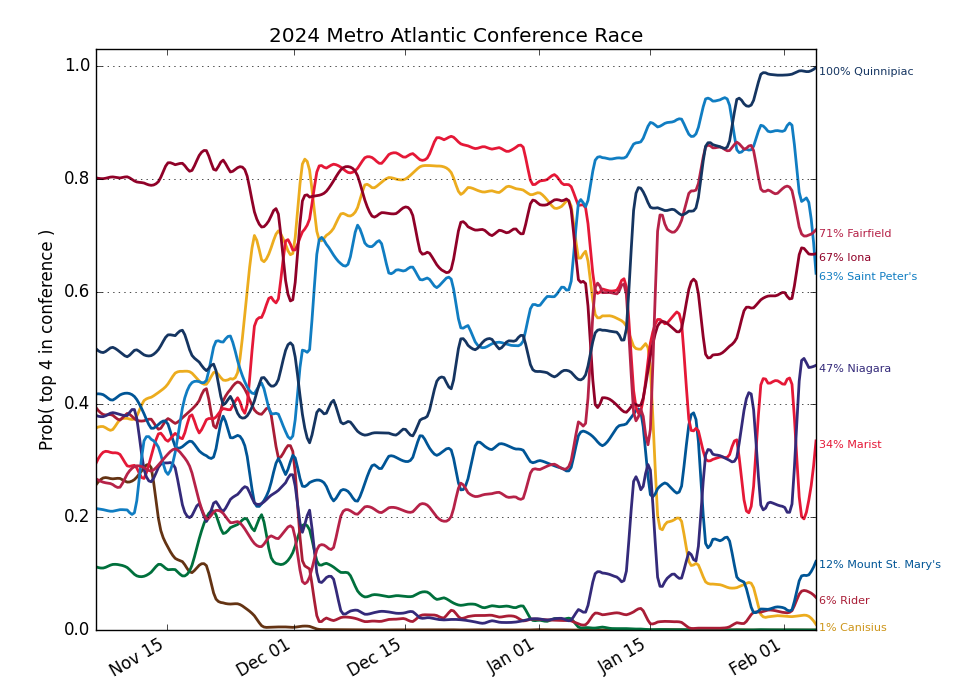 2024 Metro Atlantic Conference Race
Prob( top 4 in conference )
1.0
0.8
0.6
0.4
0.2
0.0
Nov 15
Dec 01
Dec 15
Jan 01
Jan 15
Feb 01
100% Quinnipiac
71% Fairfield
67% Iona
63% Saint Peter's
47% Niagara
34% Marist
12% Mount St. Mary's
6% Rider
1% Canisius